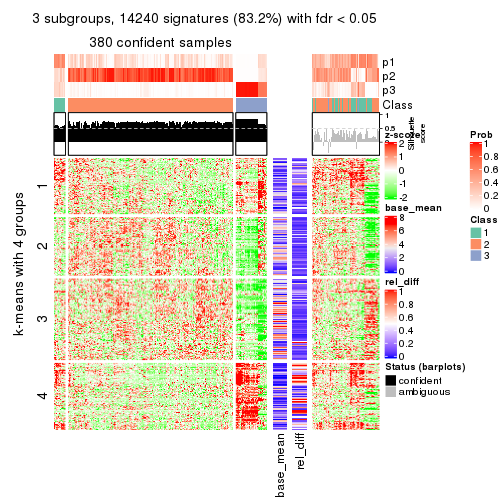 3 subgroups, 14240 signatures (83.2%) with fdr < 0.05
380 confident samples
p1
p2
p3
Class
1
0.5
0
Silhouette
score
k-means with 4 groups
1
2
3
4
base_mean
rel_diff
z-score
2
1
0
-1
-2
base_mean
8
6
4
2
0
rel_diff
1
0.8
0.6
0.4
0.2
0
Status (barplots)
confident
ambiguous
Prob
1
0.8
0.6
0.4
0.2
0
Class
1
2
3